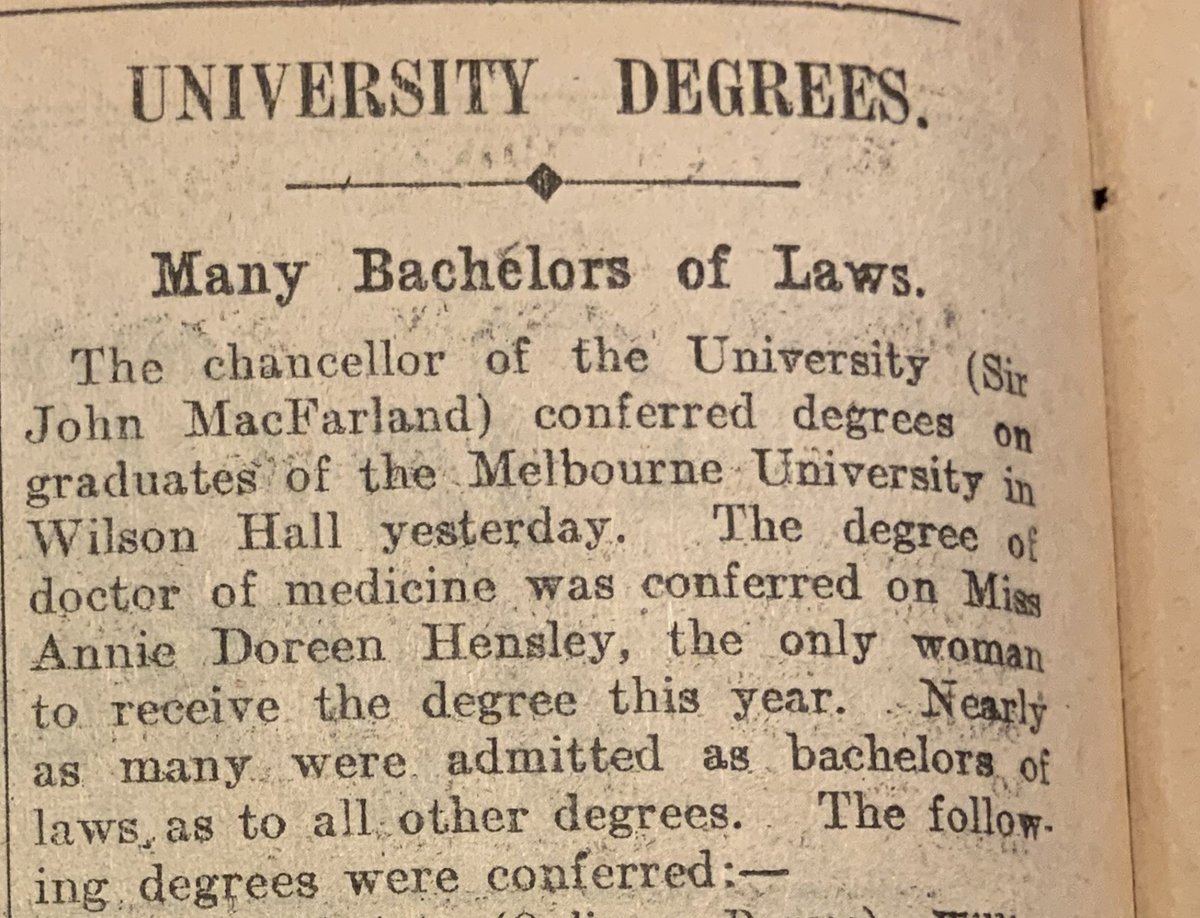 UNIVERSITY DEGREES.
Many Bachelors of Laws.
The chancellor of the University (Sir
John MacFarland) conferred degrees on
graduates of the Melbourne University in
Wilson Hall yesterday. The degree of
doctor of medicine was conferred on Miss
Annie Doreen Hensley, the only woman
to receive the degree this year. Nearly
as many were admitted as bachelors of
laws, as to all other degrees. The follow-
ing degrees were conferred:—